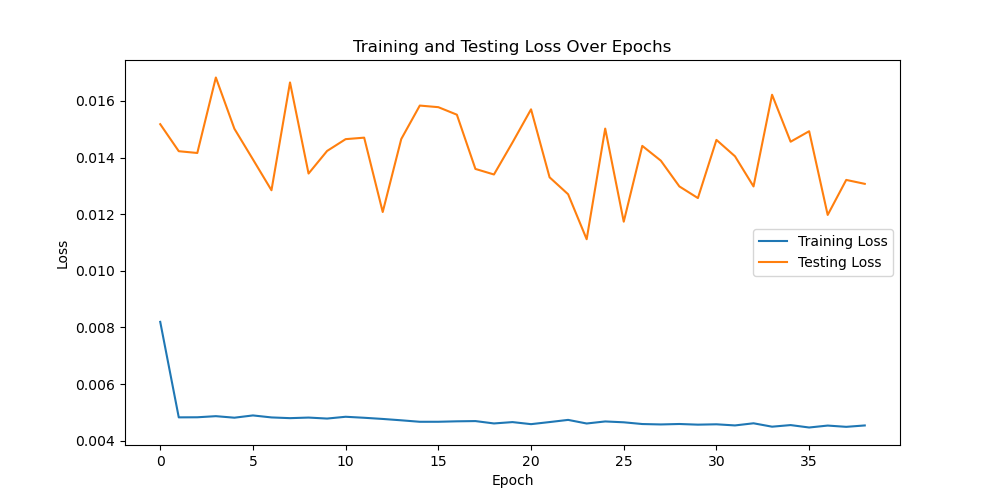 Training and Testing Loss Over Epochs
0.016
0.014
0.012
0.010
0.008
0.006
0.004
Loss
Training Loss
Testing Loss
0 5 10 15 20 25 30 35
Epoch